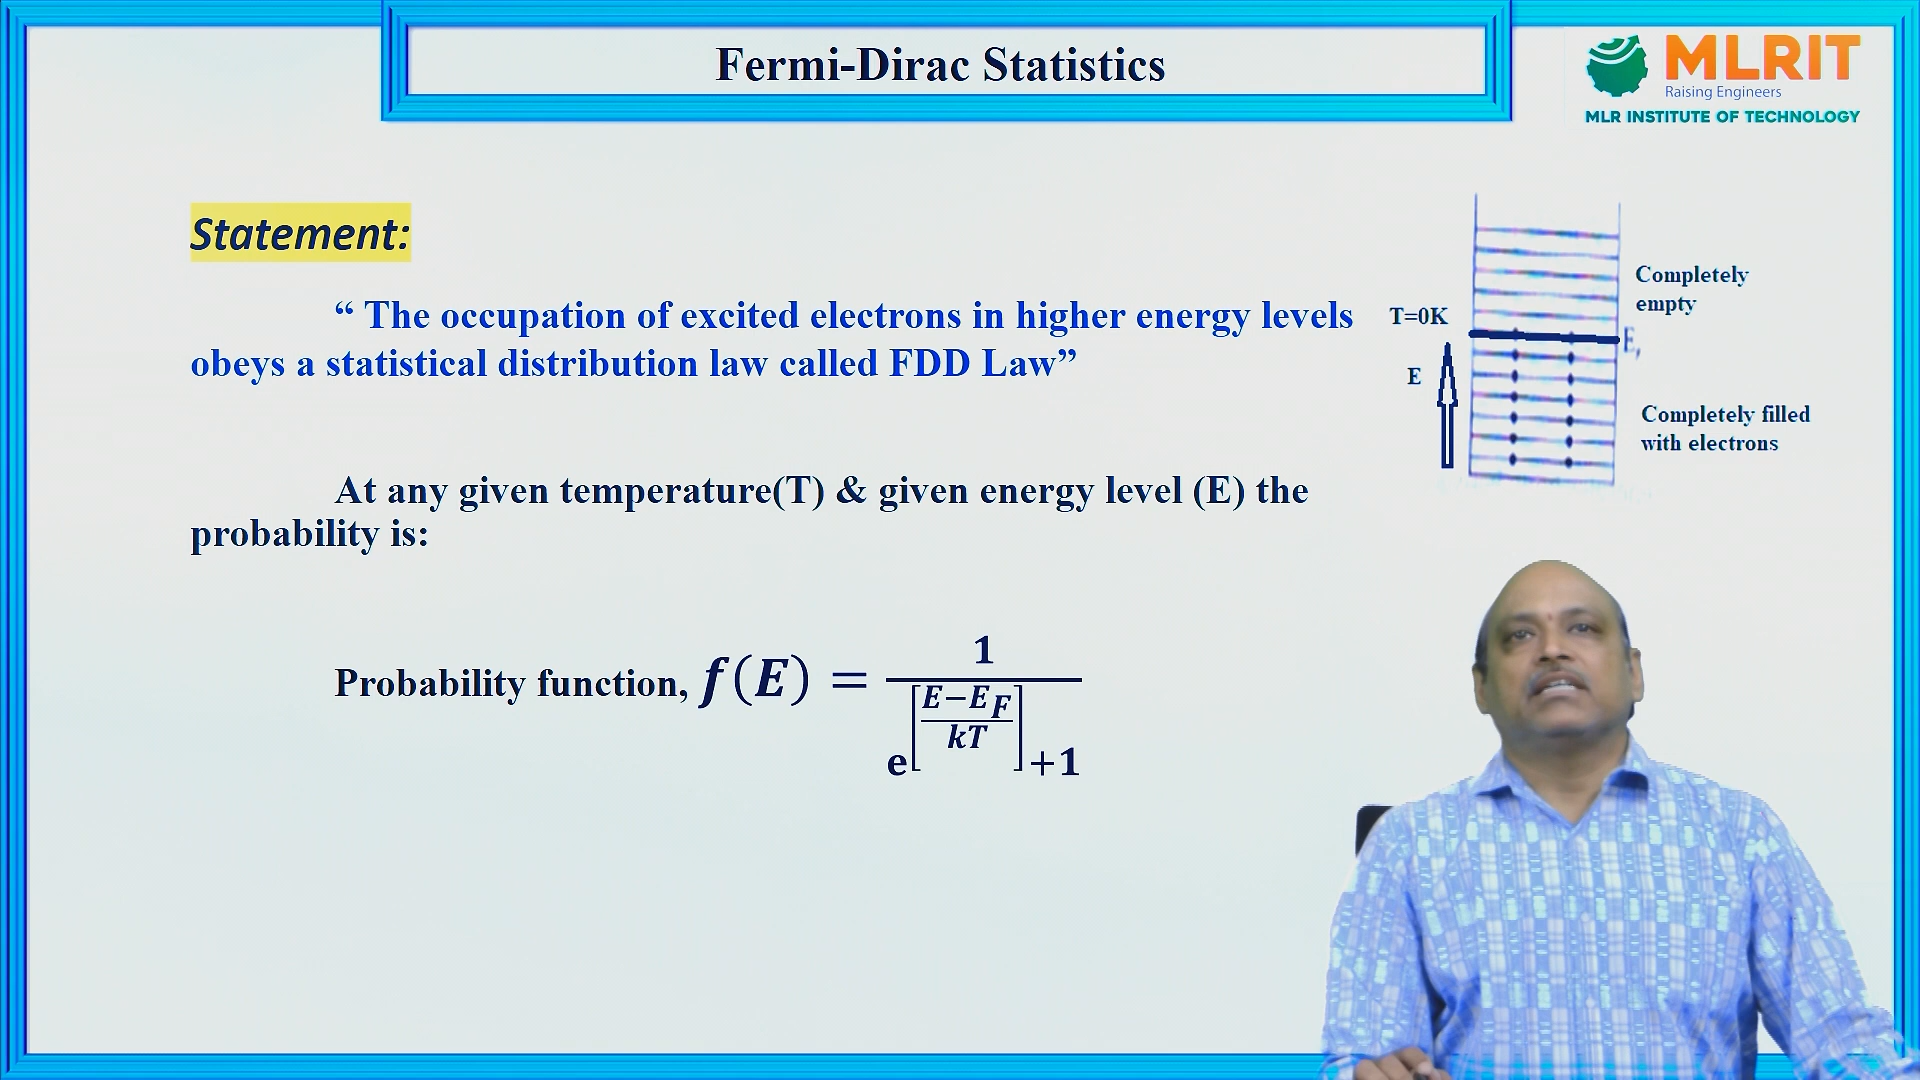 Fermi-Dirac Statistics
MLRIT
Raising Engineers
MLR INSTITUTE OF TECHNOLOGY
Statement:
“ The occupation of excited electrons in higher energy levels
obeys a statistical distribution law called FDD Law”
At any given temperature(T) & given energy level (E) the
probability is:
Probability function, f(E) = 1 / e^[(E−E_F)/kT] +1
Completely
empty
T=0K
E
Completely filled
with electrons